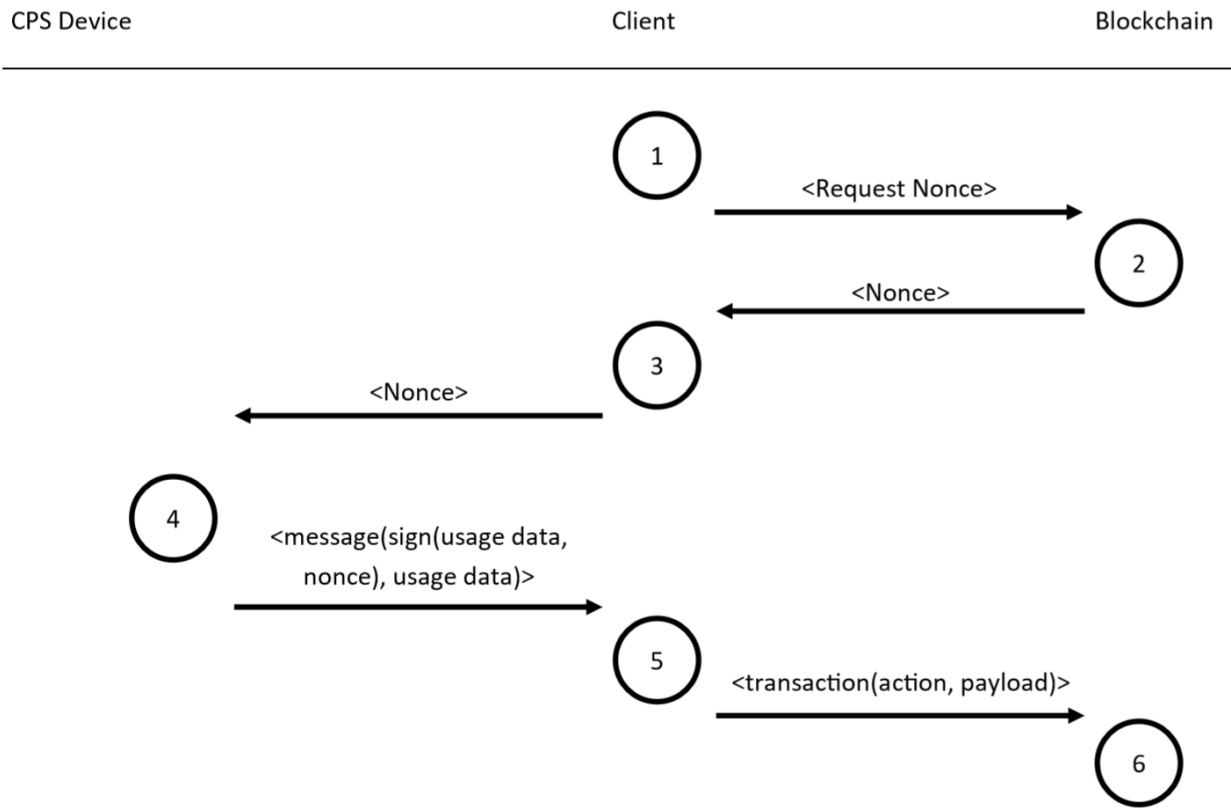 CPS Device
Client
Blockchain
1
<Request Nonce>
2
<Nonce>
3
<Nonce>
4
<message(sign(usage data,
nonce), usage data)>
5
<transaction(action, payload)>
6